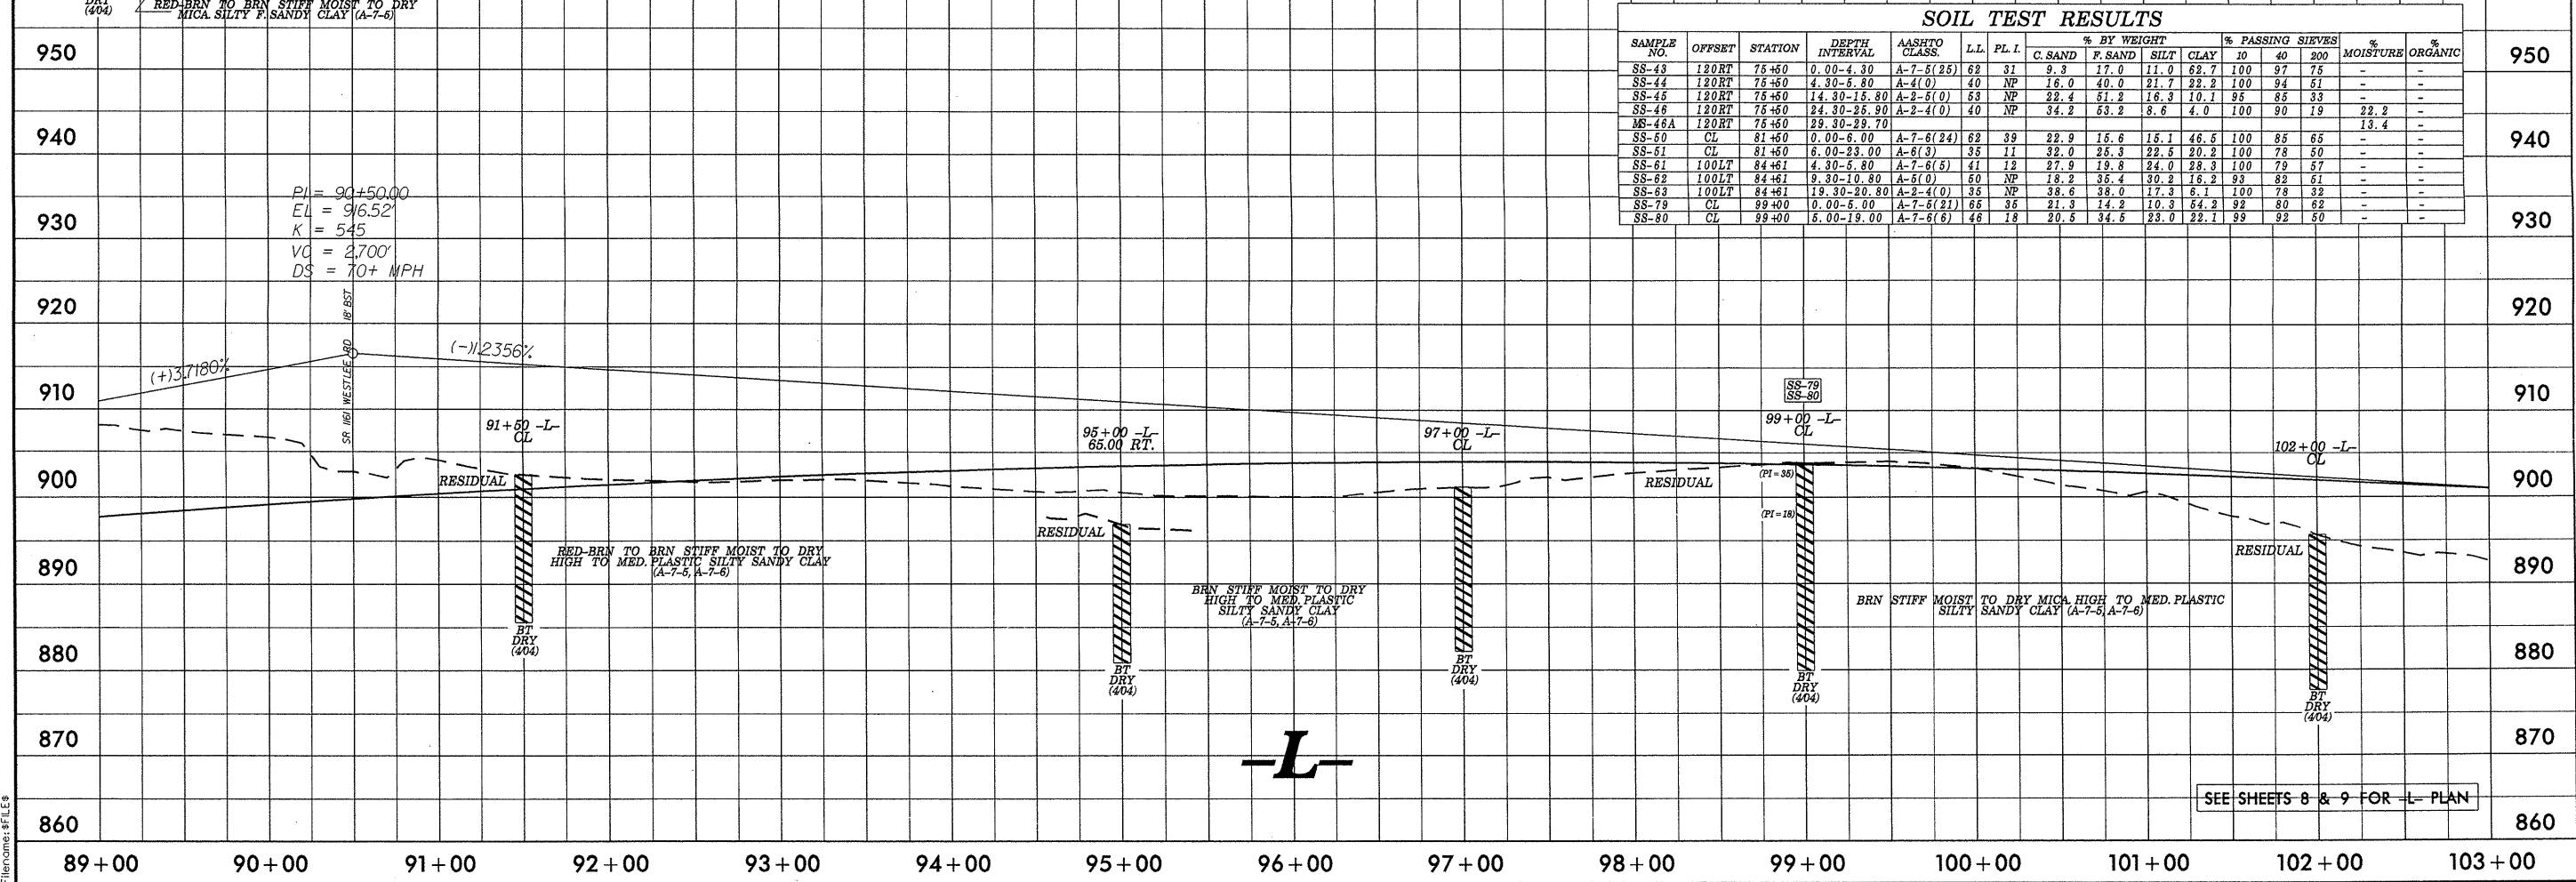 DRY
(4/04)
RED-BRN TO BRN STIFF MOIST TO DRY
MICA. SILTY F. SANDY CLAY (A-7-5)
SOIL TEST RESULTS
SAMPLE NO. OFFSET STATION DEPTH INTERVAL AASHTO CLASS. L.L. PL. I. % BY WEIGHT % PASSING SIEVES % MOISTURE % ORGANIC
C. SAND F. SAND SILT CLAY 10 40 200
SS-43 120RT 75+50 0.00-4.30 A-7-5(25) 62 31 9.3 17.0 11.0 62.7 100 97 75 - -
SS-44 120RT 75+50 4.30-5.80 A-4(0) 40 NP 16.0 40.0 21.7 22.2 100 94 51 - -
SS-45 120RT 75+50 14.30-15.80 A-2-5(0) 53 NP 22.4 51.2 16.3 10.1 95 85 33 - -
SS-46 120RT 75+50 24.30-25.90 A-2-4(0) 40 NP 34.2 53.2 8.6 4.0 100 90 19 22.2 -
MS-46A 120RT 75+50 29.30-29.70 13.4 -
SS-50 CL 81+50 0.00-6.00 A-7-6(24) 62 39 22.9 15.6 15.1 46.5 100 85 65 - -
SS-51 CL 81+50 6.00-23.00 A-6(3) 35 11 32.0 25.3 22.5 20.2 100 78 50 - -
SS-61 100LT 84+61 4.30-5.80 A-7-6(5) 41 12 27.9 19.8 24.0 28.3 100 79 57 - -
SS-62 100LT 84+61 9.30-10.80 A-5(0) 50 NP 18.2 35.4 30.2 16.2 93 82 51 - -
SS-63 100LT 84+61 19.30-20.80 A-2-4(0) 35 NP 38.6 38.0 17.3 6.1 100 78 32 - -
SS-79 CL 99+00 0.00-5.00 A-7-5(21) 65 35 21.3 14.2 10.3 54.2 92 80 62 - -
SS-80 CL 99+00 5.00-19.00 A-7-6(6) 46 18 20.5 34.5 23.0 22.1 99 92 50 - -
950 950
940 940
930 930
920 920
910 910
900 900
890 890
880 880
870 870
860 860
PI = 90+50.00
EL = 916.52'
K = 545
VC = 2,700'
DS = 70+ MPH
SR 1161 WESTLEE RD 18' BST
(+)3.7180%
(-)1.2356%
91+50 -L-
CL
RESIDUAL
BT
DRY
(4/04)
RED-BRN TO BRN STIFF MOIST TO DRY
HIGH TO MED. PLASTIC SILTY SANDY CLAY
(A-7-5, A-7-6)
95+00 -L-
65.00 RT.
RESIDUAL
BT
DRY
(4/04)
BRN STIFF MOIST TO DRY
HIGH TO MED. PLASTIC
SILTY SANDY CLAY
(A-7-5, A-7-6)
97+00 -L-
CL
BT
DRY
(4/04)
SS-79
SS-80
99+00 -L-
CL
RESIDUAL
(PI=35)
(PI=18)
BT
DRY
(4/04)
BRN STIFF MOIST TO DRY MICA. HIGH TO MED. PLASTIC
SILTY SANDY CLAY (A-7-5, A-7-6)
102+00 -L-
CL
RESIDUAL
BT
DRY
(4/04)
-L-
SEE SHEETS 8 & 9 FOR -L- PLAN
89+00 90+00 91+00 92+00 93+00 94+00 95+00 96+00 97+00 98+00 99+00 100+00 101+00 102+00 103+00
Filename:$FILE$